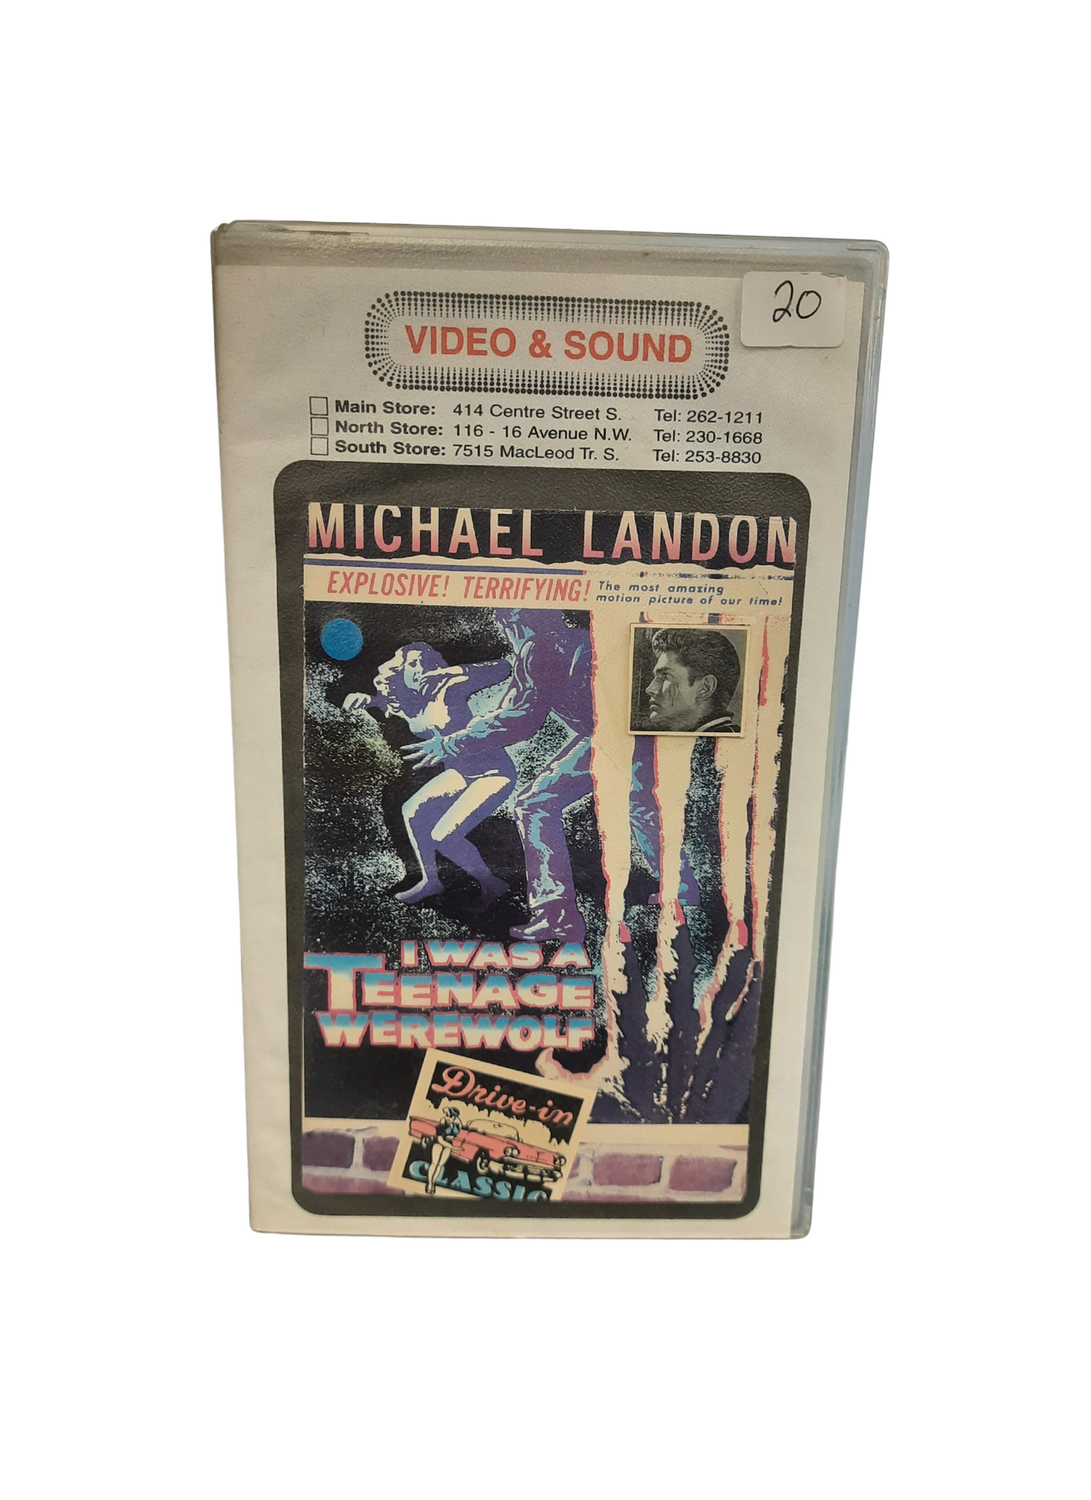 20
VIDEO & SOUND
Main Store: 414 Centre Street S. Tel: 262-1211
North Store: 116 - 16 Avenue N.W. Tel: 230-1668
South Store: 7515 MacLeod Tr. S. Tel: 253-8830
MICHAEL LANDON
EXPLOSIVE! TERRIFYING! The most amazing
motion picture of our time!
I WAS A
TEENAGE
WEREWOLF
Drive-in
CLASSIC